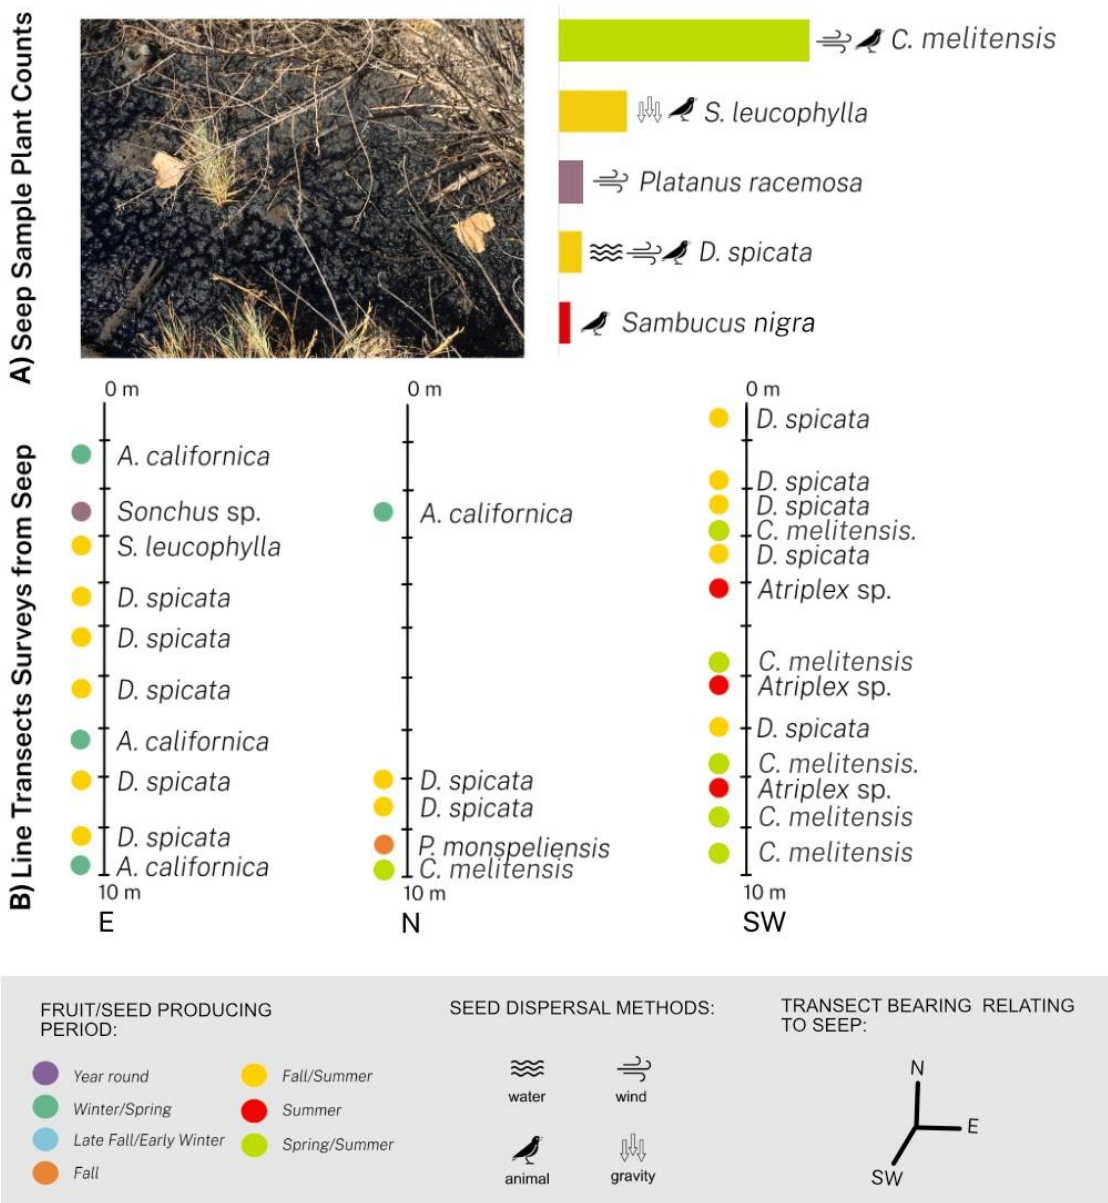 A) Seep Sample Plant Counts
C. melitensis
S. leucophylla
Platanus racemosa
D. spicata
Sambucus nigra
B) Line Transects Surveys from Seep
0 m
A. californica
Sonchus sp.
S. leucophylla
D. spicata
D. spicata
D. spicata
A. californica
D. spicata
D. spicata
A. californica
10 m
E
0 m
A. californica
D. spicata
D. spicata
P. monspeliensis
C. melitensis
10 m
N
0 m
D. spicata
D. spicata
D. spicata
C. melitensis.
D. spicata
Atriplex sp.
C. melitensis
Atriplex sp.
D. spicata
C. melitensis.
Atriplex sp.
C. melitensis
C. melitensis
10 m
SW
FRUIT/SEED PRODUCING
PERIOD:
Year round
Winter/Spring
Late Fall/Early Winter
Fall
Fall/Summer
Summer
Spring/Summer
SEED DISPERSAL METHODS:
water
wind
animal
gravity
TRANSECT BEARING RELATING
TO SEEP:
N
E
SW